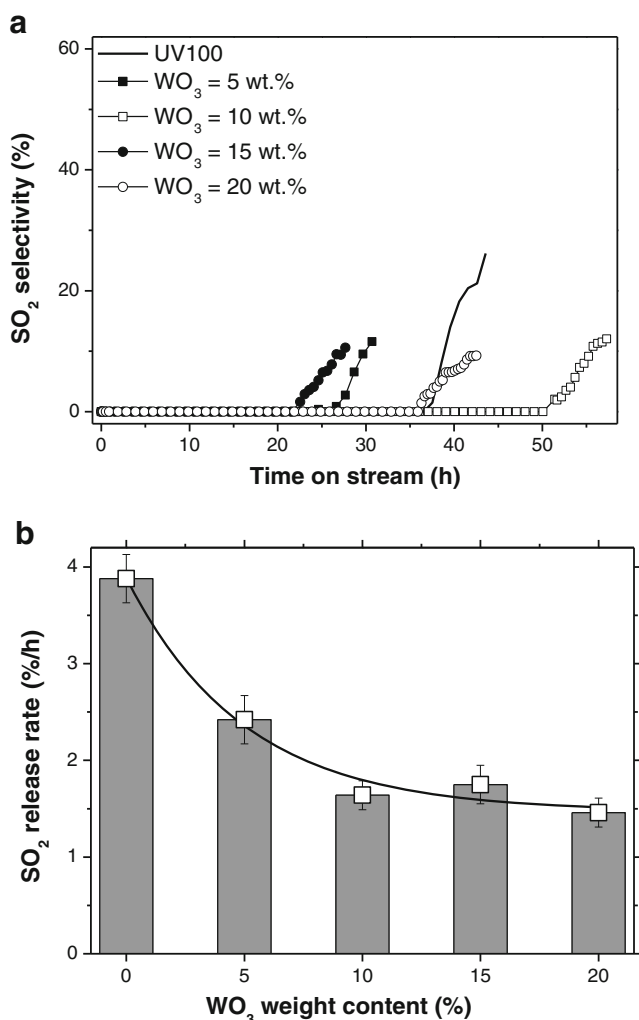 a
60
40
20
0
SO₂ selectivity (%)
UV100
WO₃ = 5 wt.%
WO₃ = 10 wt.%
WO₃ = 15 wt.%
WO₃ = 20 wt.%
0 10 20 30 40 50
Time on stream (h)
b
4
3
2
1
0
SO₂ release rate (%/h)
0 5 10 15 20
WO₃ weight content (%)